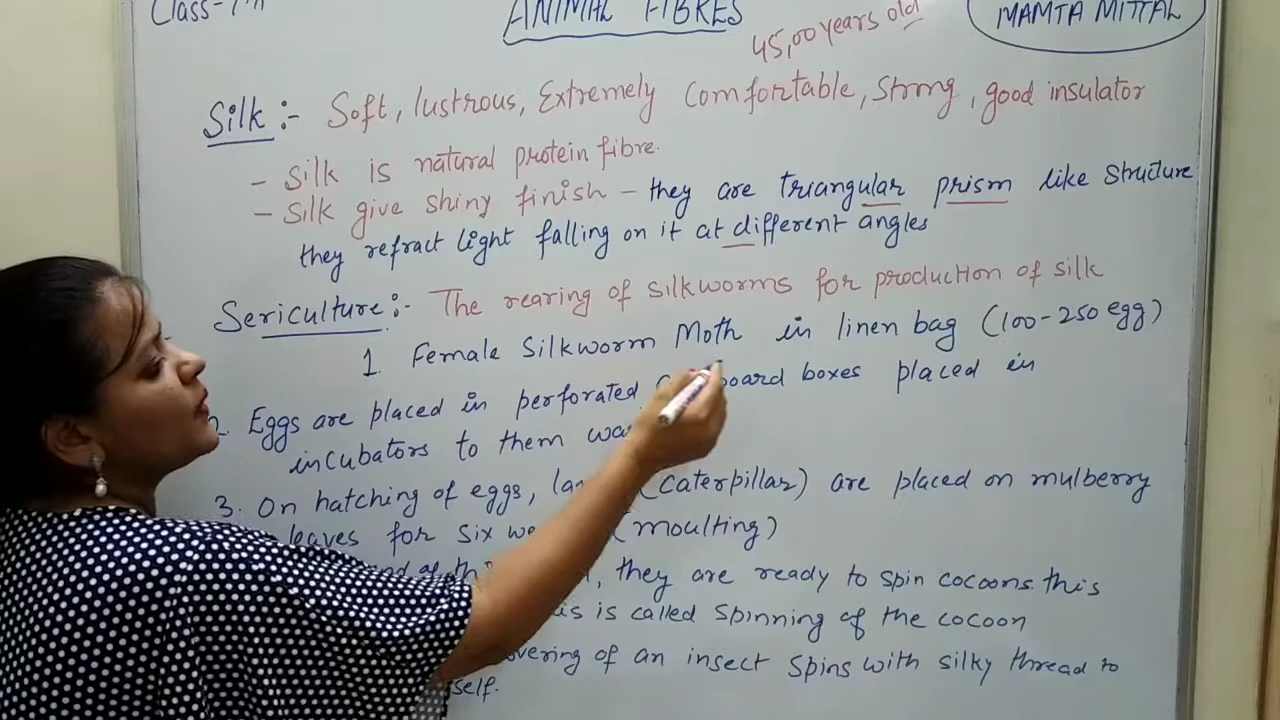 Class-7th
ANIMAL FIBRES
MAMTA MITTAL
45,00 years old
Silk :- Soft, lustrous, Extremely Comfortable, Strong, good insulator
- Silk is natural protein fibre.
- Silk give shiny finish - they are triangular prism like structure
they refract light falling on it at different angles
Sericulture :- The rearing of silkworms for production of silk
1. Female Silkworm Moth in linen bag (100-250 egg)
2. Eggs are placed in perforated board boxes placed in
incubators to them
3. On hatching of eggs, (caterpillar) are placed on mulberry
leaves for six (moulting)
they are ready to spin cocoons. this
is called spinning of the cocoon
of an insect spins with silky thread to
self.